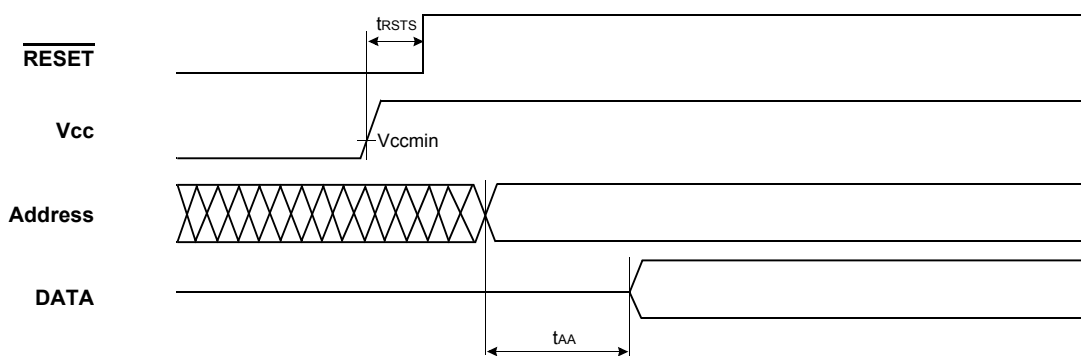 tRSTS
RESET
Vcc
Vccmin
Address
DATA
tAA